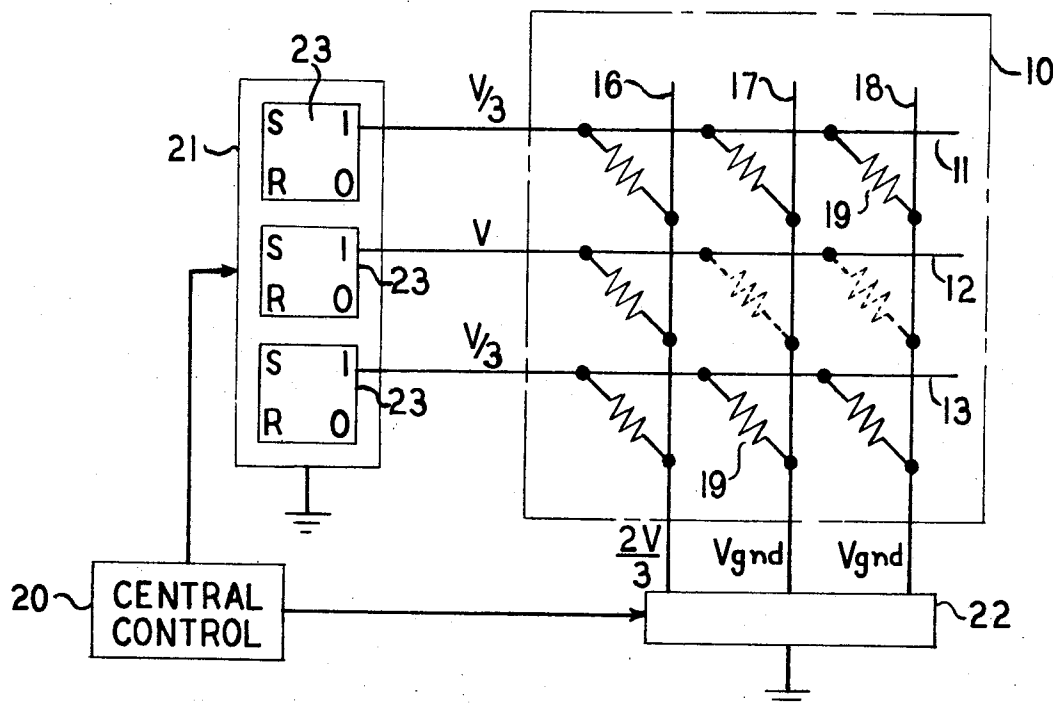 23
10
V/3
16
17
18
21
S 1
R 0
11
19
V
S 1
R 0
23
12
V/3
S 1
R 0
23
13
19
2V/3
Vgnd
Vgnd
20
CENTRAL
CONTROL
22